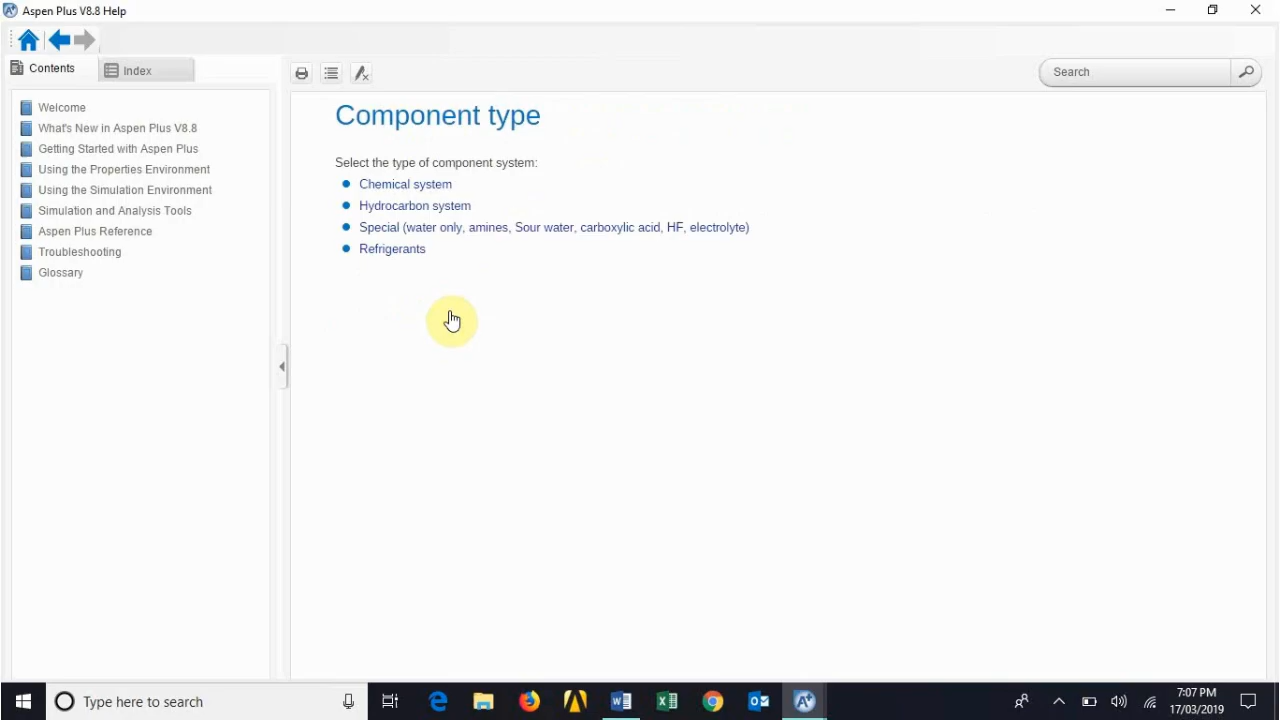 Aspen Plus V8.8 Help
Contents
Index
Search
Welcome
What's New in Aspen Plus V8.8
Getting Started with Aspen Plus
Using the Properties Environment
Using the Simulation Environment
Simulation and Analysis Tools
Aspen Plus Reference
Troubleshooting
Glossary
Component type
Select the type of component system:
Chemical system
Hydrocarbon system
Special (water only, amines, Sour water, carboxylic acid, HF, electrolyte)
Refrigerants
Type here to search
7:07 PM
17/03/2019